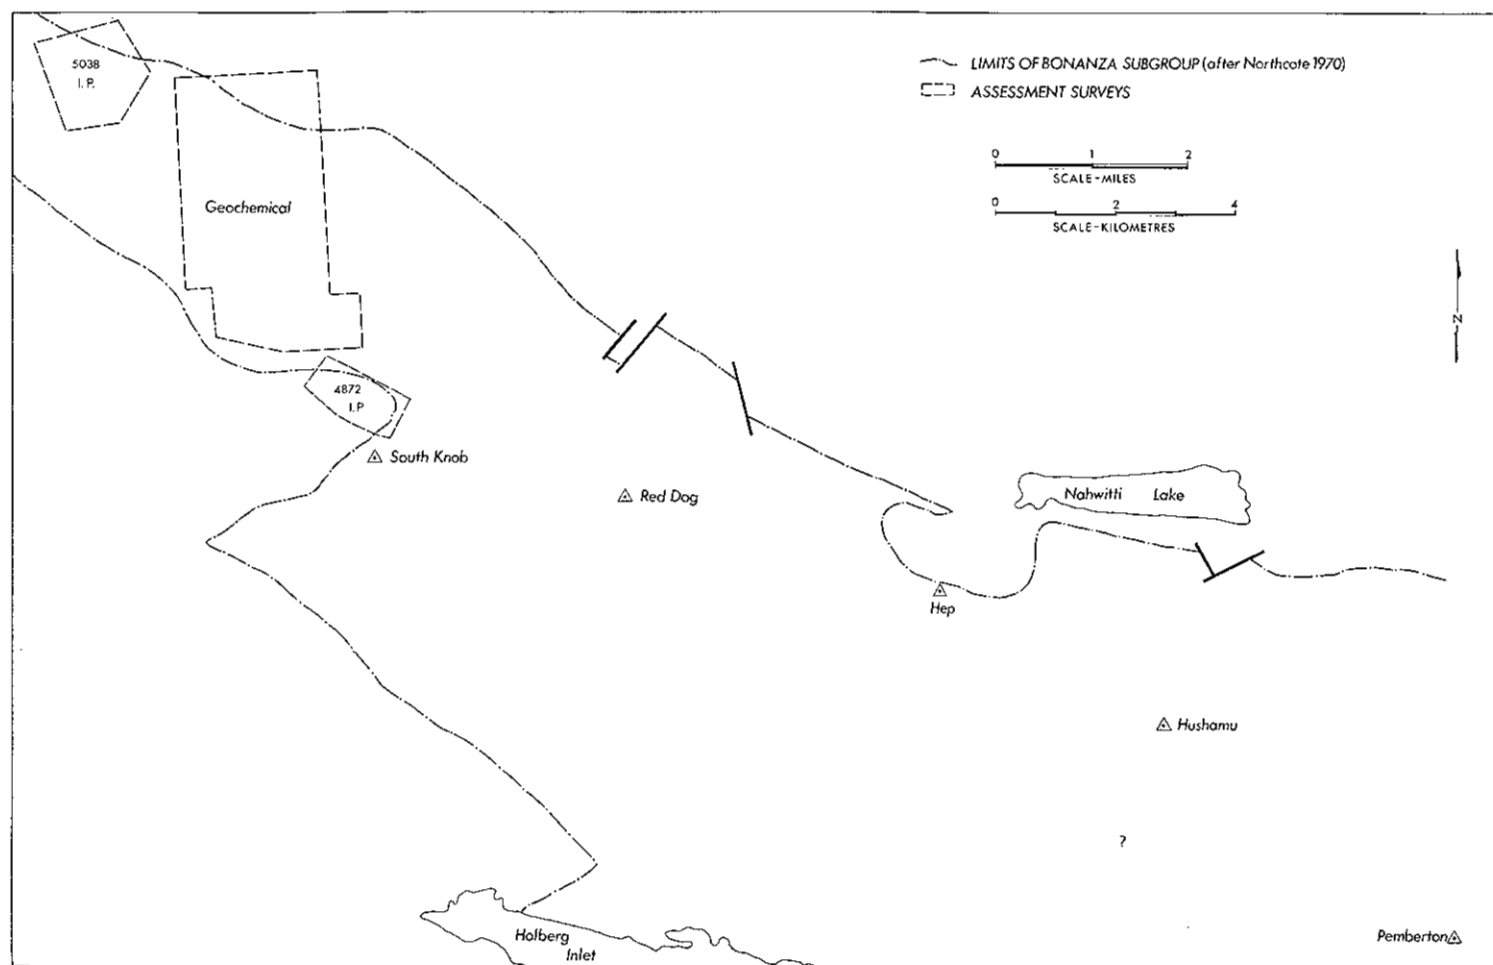 5038
I.P.
LIMITS OF BONANZA SUBGROUP (after Northcote 1970)
ASSESSMENT SURVEYS
0 1 2
SCALE-MILES
0 2 4
SCALE-KILOMETRES
Geochemical
N
4872
I.P.
South Knob
Red Dog
Nahwitti Lake
Hep
Hushamu
?
Holberg
Inlet
Pemberton